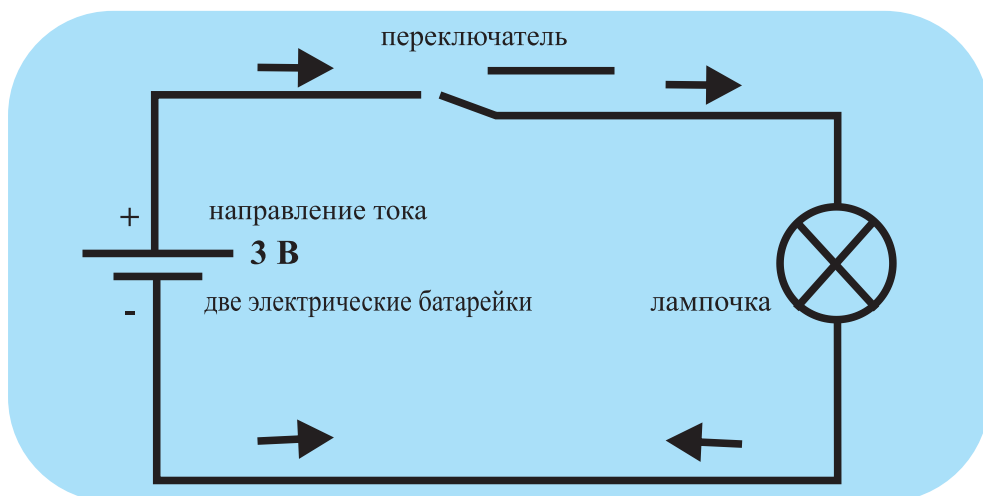 переключатель
+
направление тока
3 В
-
две электрические батарейки
лампочка